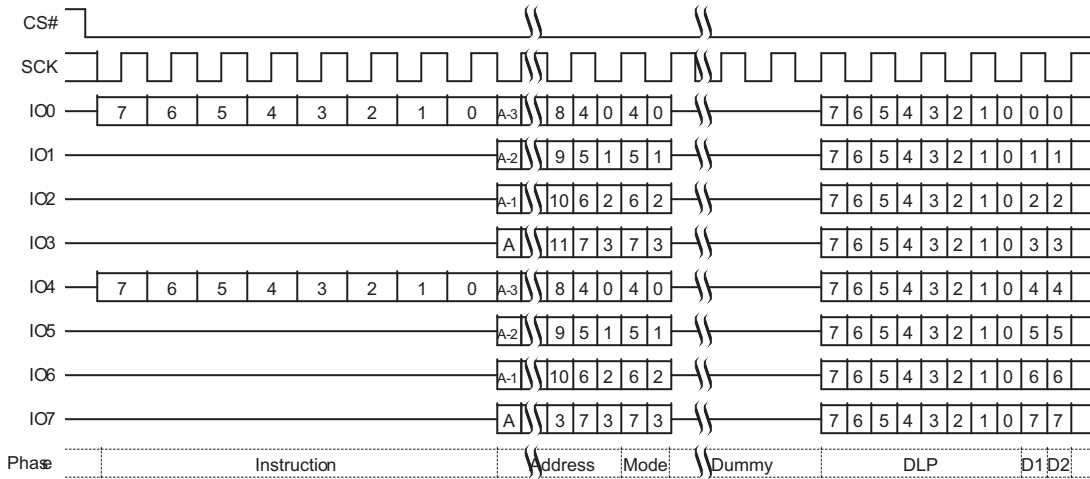 CS#
SCK
IO0 7 6 5 4 3 2 1 0 A-3 8 4 0 4 0 7 6 5 4 3 2 1 0 0 0
IO1 A-2 9 5 1 5 1 7 6 5 4 3 2 1 0 1 1
IO2 A-1 10 6 2 6 2 7 6 5 4 3 2 1 0 2 2
IO3 A 11 7 3 7 3 7 6 5 4 3 2 1 0 3 3
IO4 7 6 5 4 3 2 1 0 A-3 8 4 0 4 0 7 6 5 4 3 2 1 0 4 4
IO5 A-2 9 5 1 5 1 7 6 5 4 3 2 1 0 5 5
IO6 A-1 10 6 2 6 2 7 6 5 4 3 2 1 0 6 6
IO7 A 3 7 3 7 3 7 6 5 4 3 2 1 0 7 7
Phase Instruction Address Mode Dummy DLP D1 D2